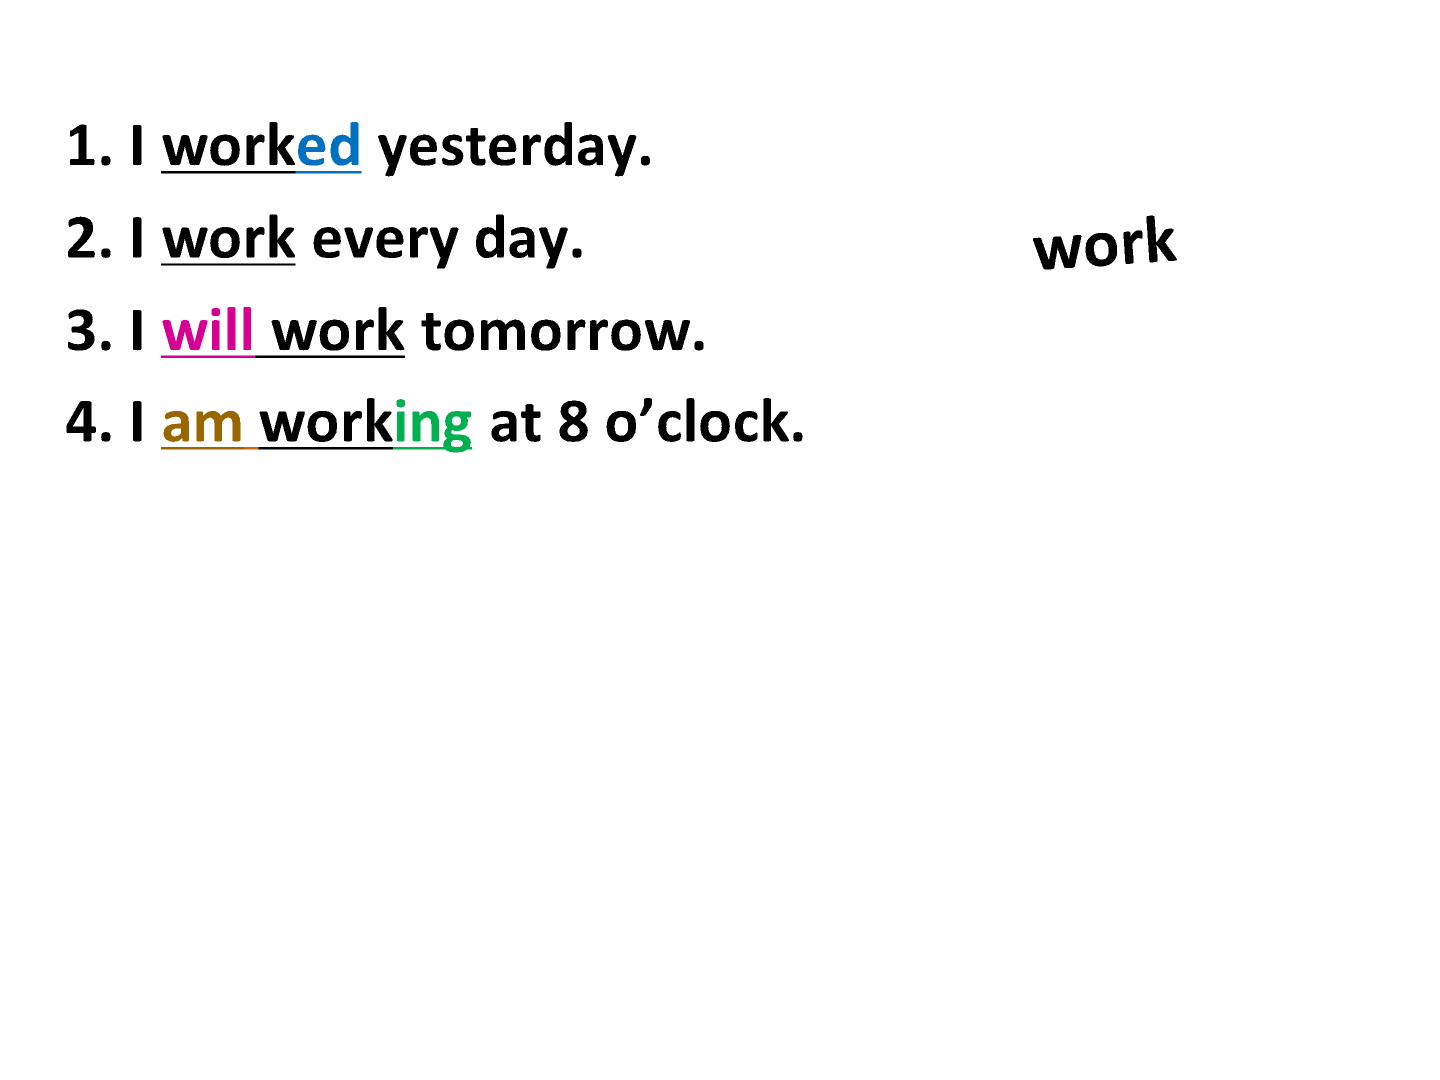 1. I worked yesterday.
2. I work every day.
work
3. I will work tomorrow.
4. I am working at 8 o’clock.